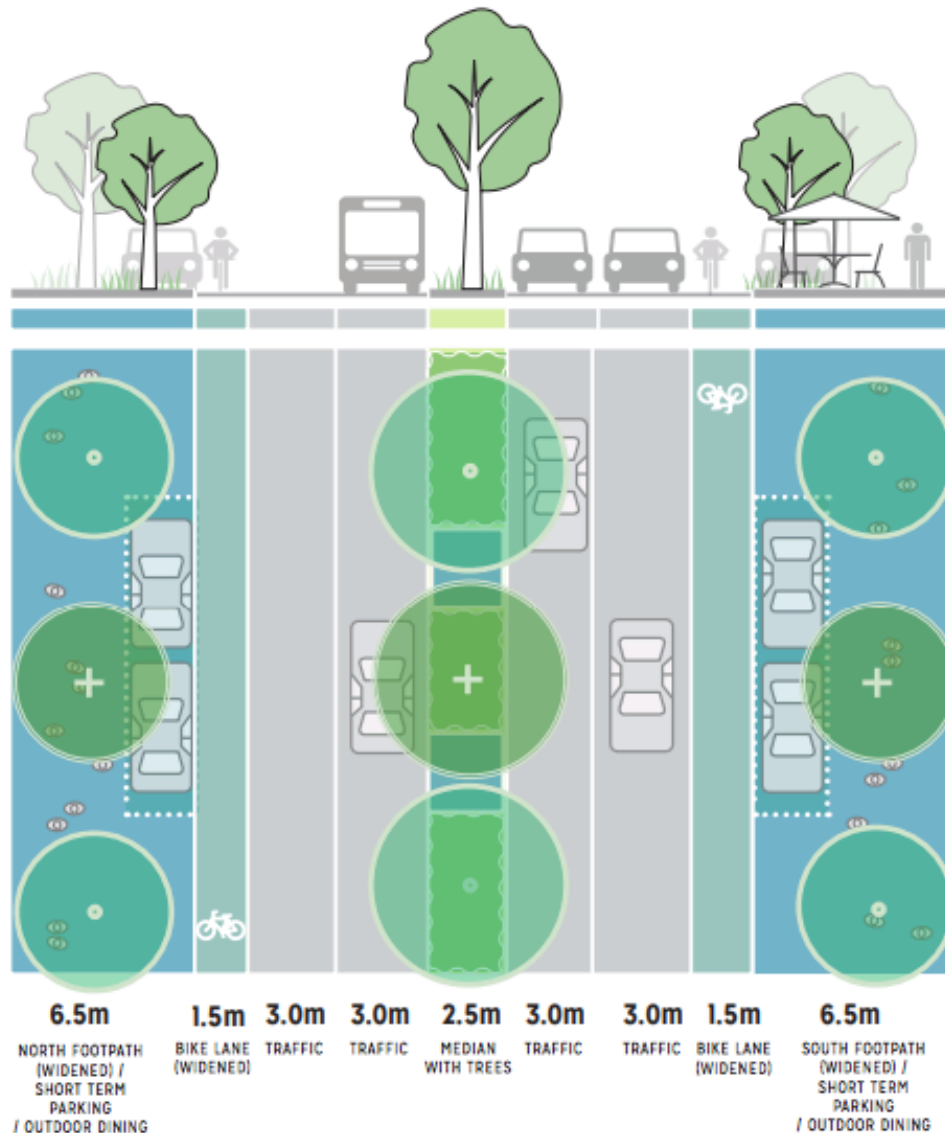 6.5m
NORTH FOOTPATH
(WIDENED) /
SHORT TERM
PARKING
/ OUTDOOR DINING
1.5m
BIKE LANE
(WIDENED)
3.0m
TRAFFIC
3.0m
TRAFFIC
2.5m
MEDIAN
WITH TREES
3.0m
TRAFFIC
3.0m
TRAFFIC
1.5m
BIKE LANE
(WIDENED)
6.5m
SOUTH FOOTPATH
(WIDENED) /
SHORT TERM
PARKING
/ OUTDOOR DINING